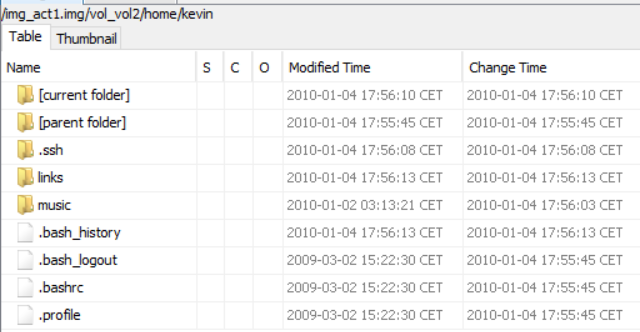 /img_act1.img/vol_vol2/home/kevin
Table Thumbnail
Name S C O Modified Time Change Time
[current folder] 2010-01-04 17:56:10 CET 2010-01-04 17:56:10 CET
[parent folder] 2010-01-04 17:55:45 CET 2010-01-04 17:55:45 CET
.ssh 2010-01-04 17:56:08 CET 2010-01-04 17:56:08 CET
links 2010-01-04 17:56:13 CET 2010-01-04 17:56:13 CET
music 2010-01-02 03:13:21 CET 2010-01-04 17:56:03 CET
.bash_history 2010-01-04 17:56:13 CET 2010-01-04 17:56:13 CET
.bash_logout 2009-03-02 15:22:30 CET 2010-01-04 17:55:45 CET
.bashrc 2009-03-02 15:22:30 CET 2010-01-04 17:55:45 CET
.profile 2009-03-02 15:22:30 CET 2010-01-04 17:55:45 CET